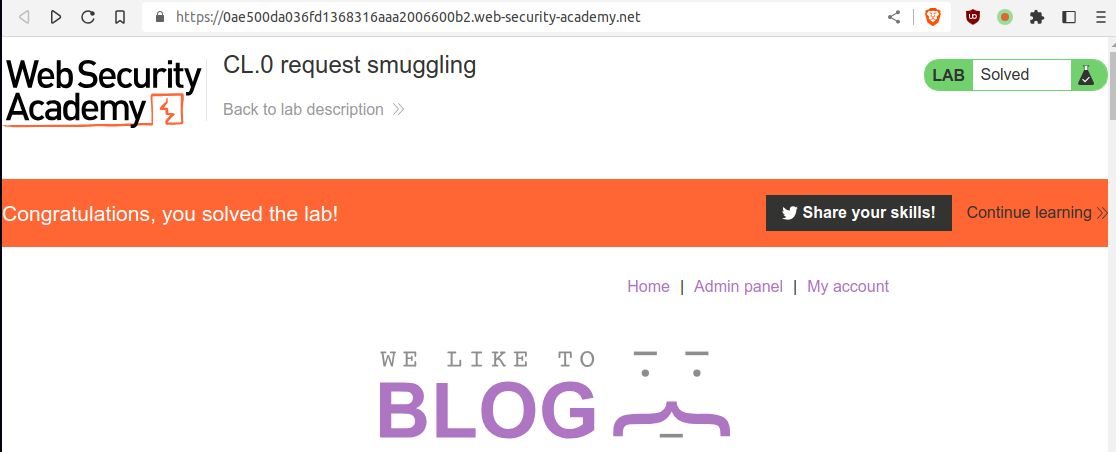 https://0ae500da036fd1368316aaa2006600b2.web-security-academy.net
Web Security
Academy
CL.0 request smuggling
Back to lab description
LAB Solved
Congratulations, you solved the lab!
Share your skills!
Continue learning
Home | Admin panel | My account
WE LIKE TO
BLOG